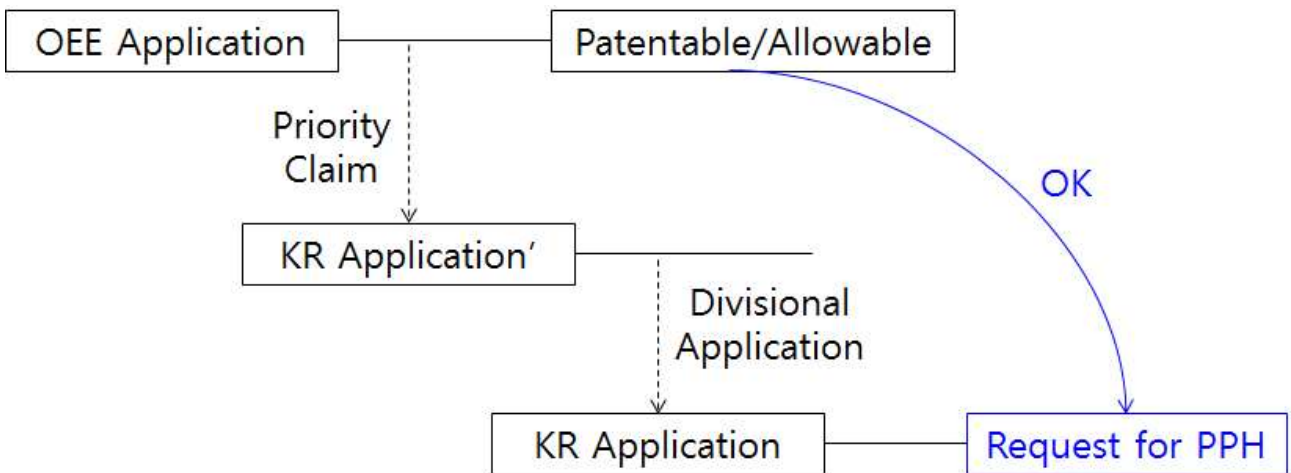 OEE Application
Patentable/Allowable
Priority
Claim
OK
KR Application′
Divisional
Application
KR Application
Request for PPH